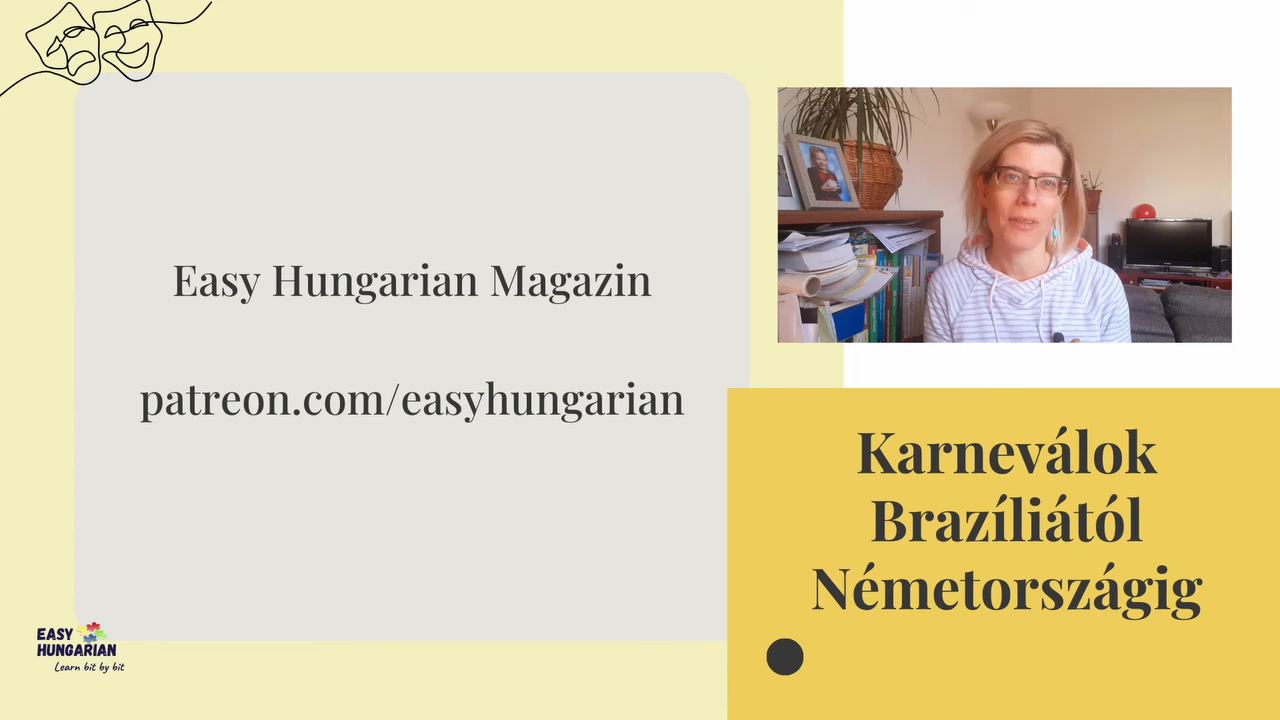 Easy Hungarian Magazin
patreon.com/easyhungarian
Karneválok
Brazíliától
Németországig
EASY
HUNGARIAN
Learn bit by bit